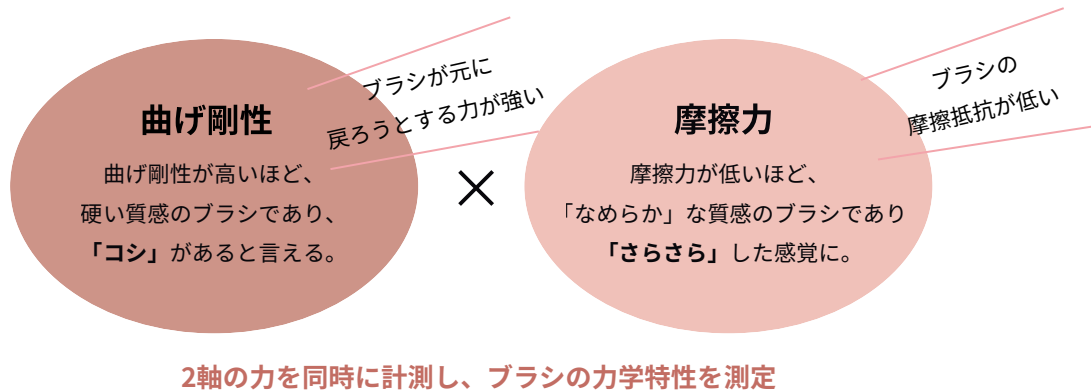 ブラシが元に
戻ろうとする力が強い
曲げ剛性
曲げ剛性が高いほど、
硬い質感のブラシであり、
「コシ」があると言える。
×
ブラシの
摩擦抵抗が低い
摩擦力
摩擦力が低いほど、
「なめらか」な質感のブラシであり
「さらさら」した感覚に。
2軸の力を同時に計測し、ブラシの力学特性を測定